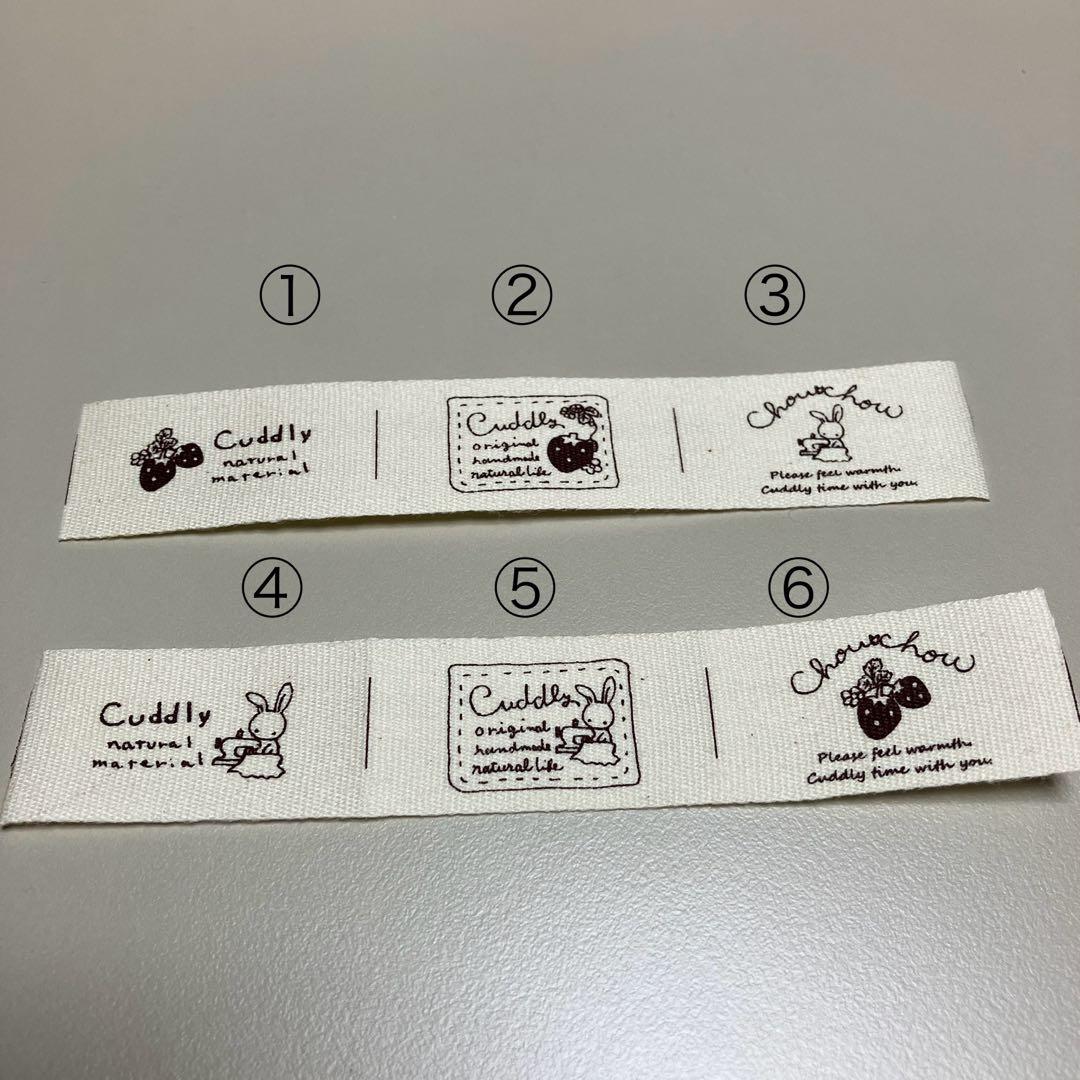 ① ② ③
Cuddly
natural
material
Cuddly
original
handmade
natural life
Chou chou
Please feel warmth.
Cuddly time with you.
④ ⑤ ⑥
Cuddly
natural
material
Cuddly
original
handmade
natural life
Chou chou
Please feel warmth.
Cuddly time with you.